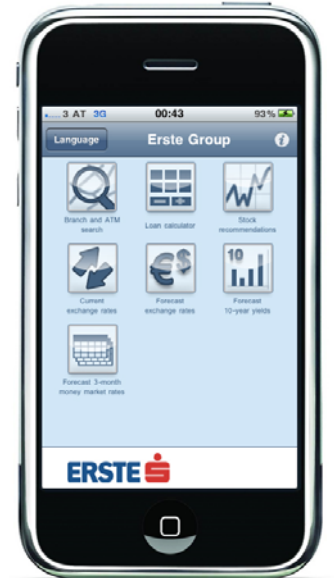 3 AT 3G 00:43 93%
Language Erste Group i
Branch and ATM
search
Loan calculator
Stock
recommendations
Current
exchange rates
€$
Forecast
exchange rates
10
Forecast
10-year yields
Forecast 3-month
money market rates
ERSTE